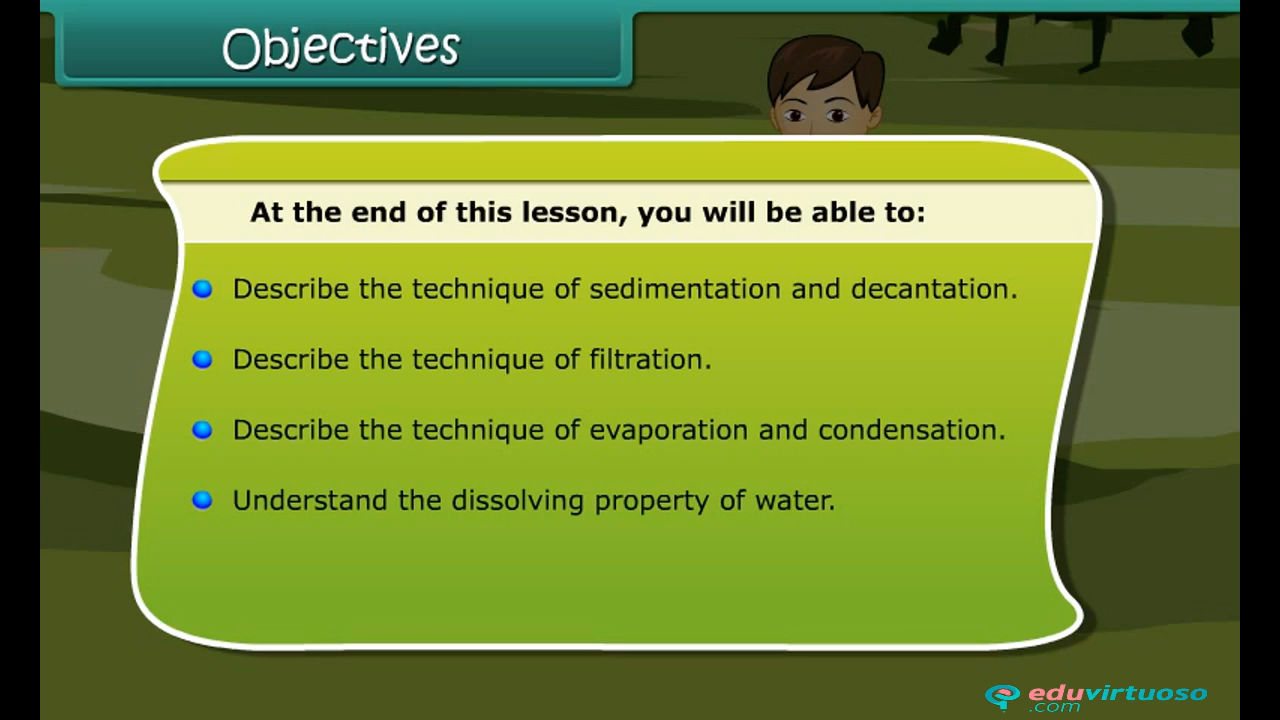 Objectives
At the end of this lesson, you will be able to:
Describe the technique of sedimentation and decantation.
Describe the technique of filtration.
Describe the technique of evaporation and condensation.
Understand the dissolving property of water.
eduvirtuoso
.com